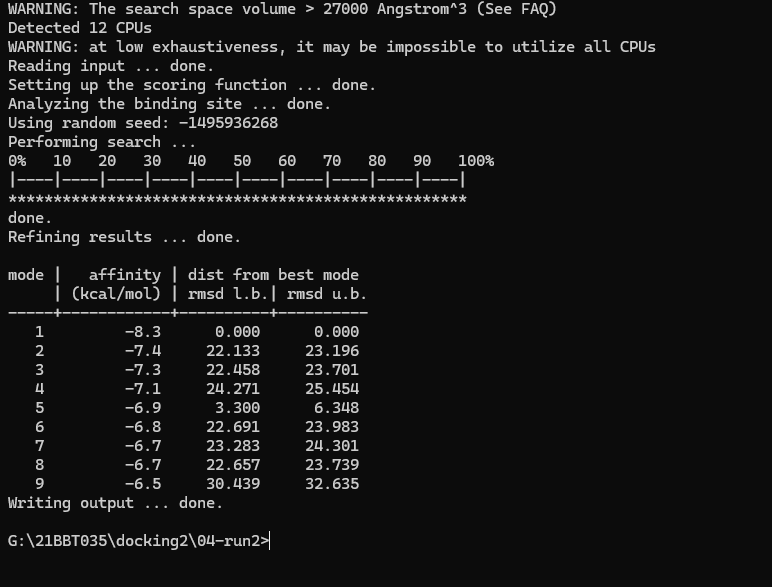 WARNING: The search space volume > 27000 Angstrom^3 (See FAQ)
Detected 12 CPUs
WARNING: at low exhaustiveness, it may be impossible to utilize all CPUs
Reading input ... done.
Setting up the scoring function ... done.
Analyzing the binding site ... done.
Using random seed: -1495936268
Performing search ...
0%   10   20   30   40   50   60   70   80   90   100%
|----|----|----|----|----|----|----|----|----|----|
***************************************************
done.
Refining results ... done.

mode |   affinity | dist from best mode
     | (kcal/mol) | rmsd l.b.| rmsd u.b.
-----+------------+----------+----------
   1         -8.3      0.000      0.000
   2         -7.4     22.133     23.196
   3         -7.3     22.458     23.701
   4         -7.1     24.271     25.454
   5         -6.9      3.300      6.348
   6         -6.8     22.691     23.983
   7         -6.7     23.283     24.301
   8         -6.7     22.657     23.739
   9         -6.5     30.439     32.635
Writing output ... done.

G:\21BBT035\docking2\04-run2>